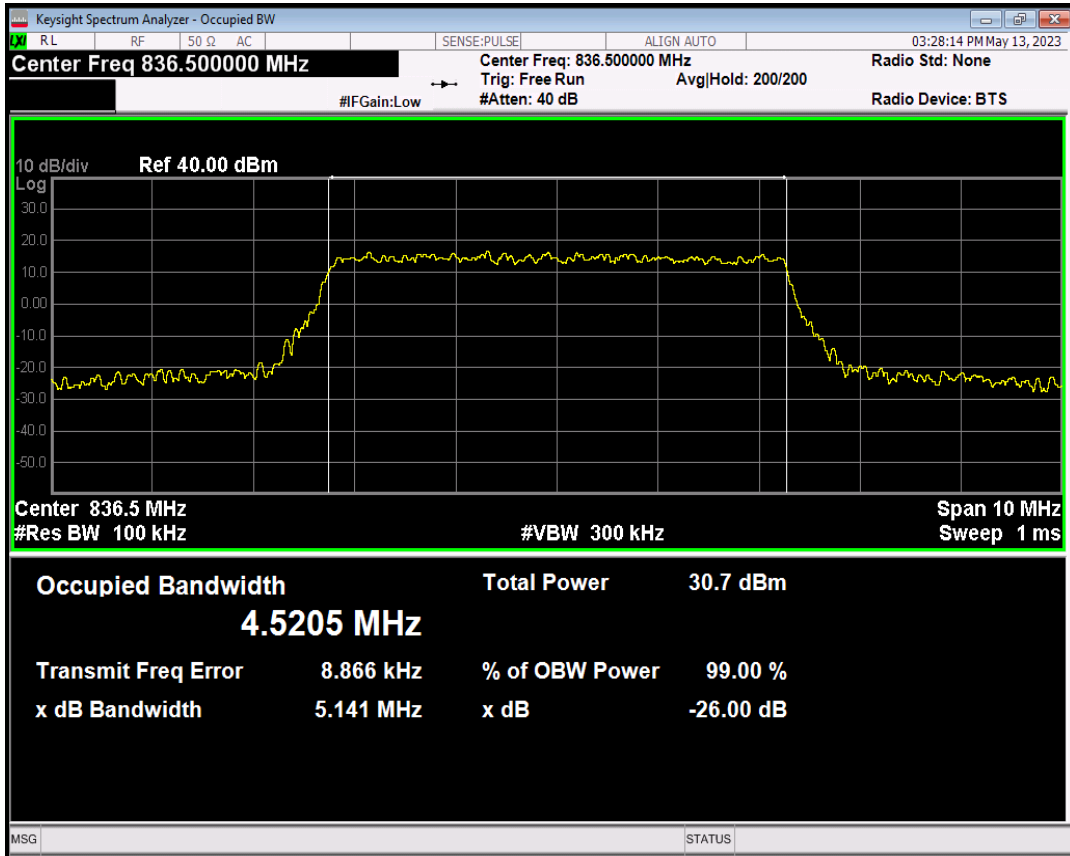 Keysight Spectrum Analyzer - Occupied BW
LXI RL RF 50 Ω AC SENSE:PULSE ALIGN AUTO 03:28:14 PM May 13, 2023
Center Freq 836.500000 MHz Center Freq: 836.500000 MHz Radio Std: None
Trig: Free Run Avg|Hold: 200/200
#IFGain:Low #Atten: 40 dB Radio Device: BTS
10 dB/div Ref 40.00 dBm
Log
30.0
20.0
10.0
0.00
-10.0
-20.0
-30.0
-40.0
-50.0
Center 836.5 MHz Span 10 MHz
#Res BW 100 kHz #VBW 300 kHz Sweep 1 ms
Occupied Bandwidth Total Power 30.7 dBm
4.5205 MHz
Transmit Freq Error 8.866 kHz % of OBW Power 99.00 %
x dB Bandwidth 5.141 MHz x dB -26.00 dB
MSG STATUS